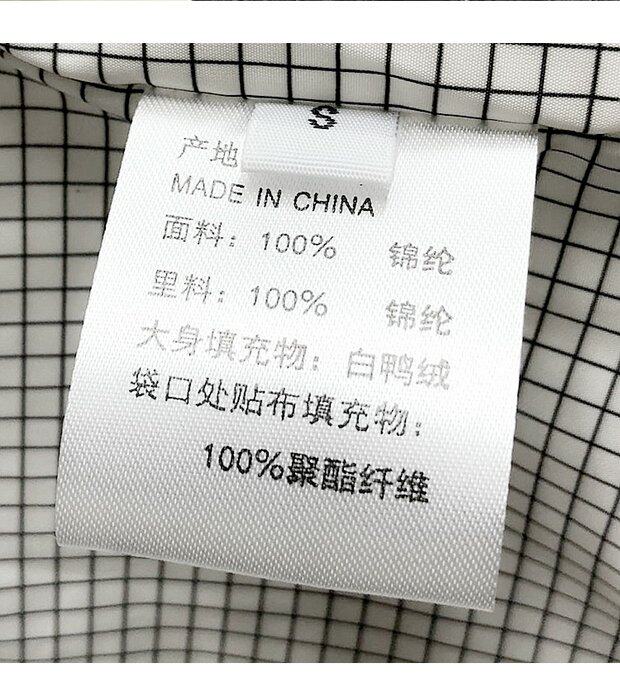 S
产地
MADE IN CHINA
面料：100% 锦纶
里料：100% 锦纶
大身填充物：白鸭绒
袋口处贴布填充物：
100%聚酯纤维